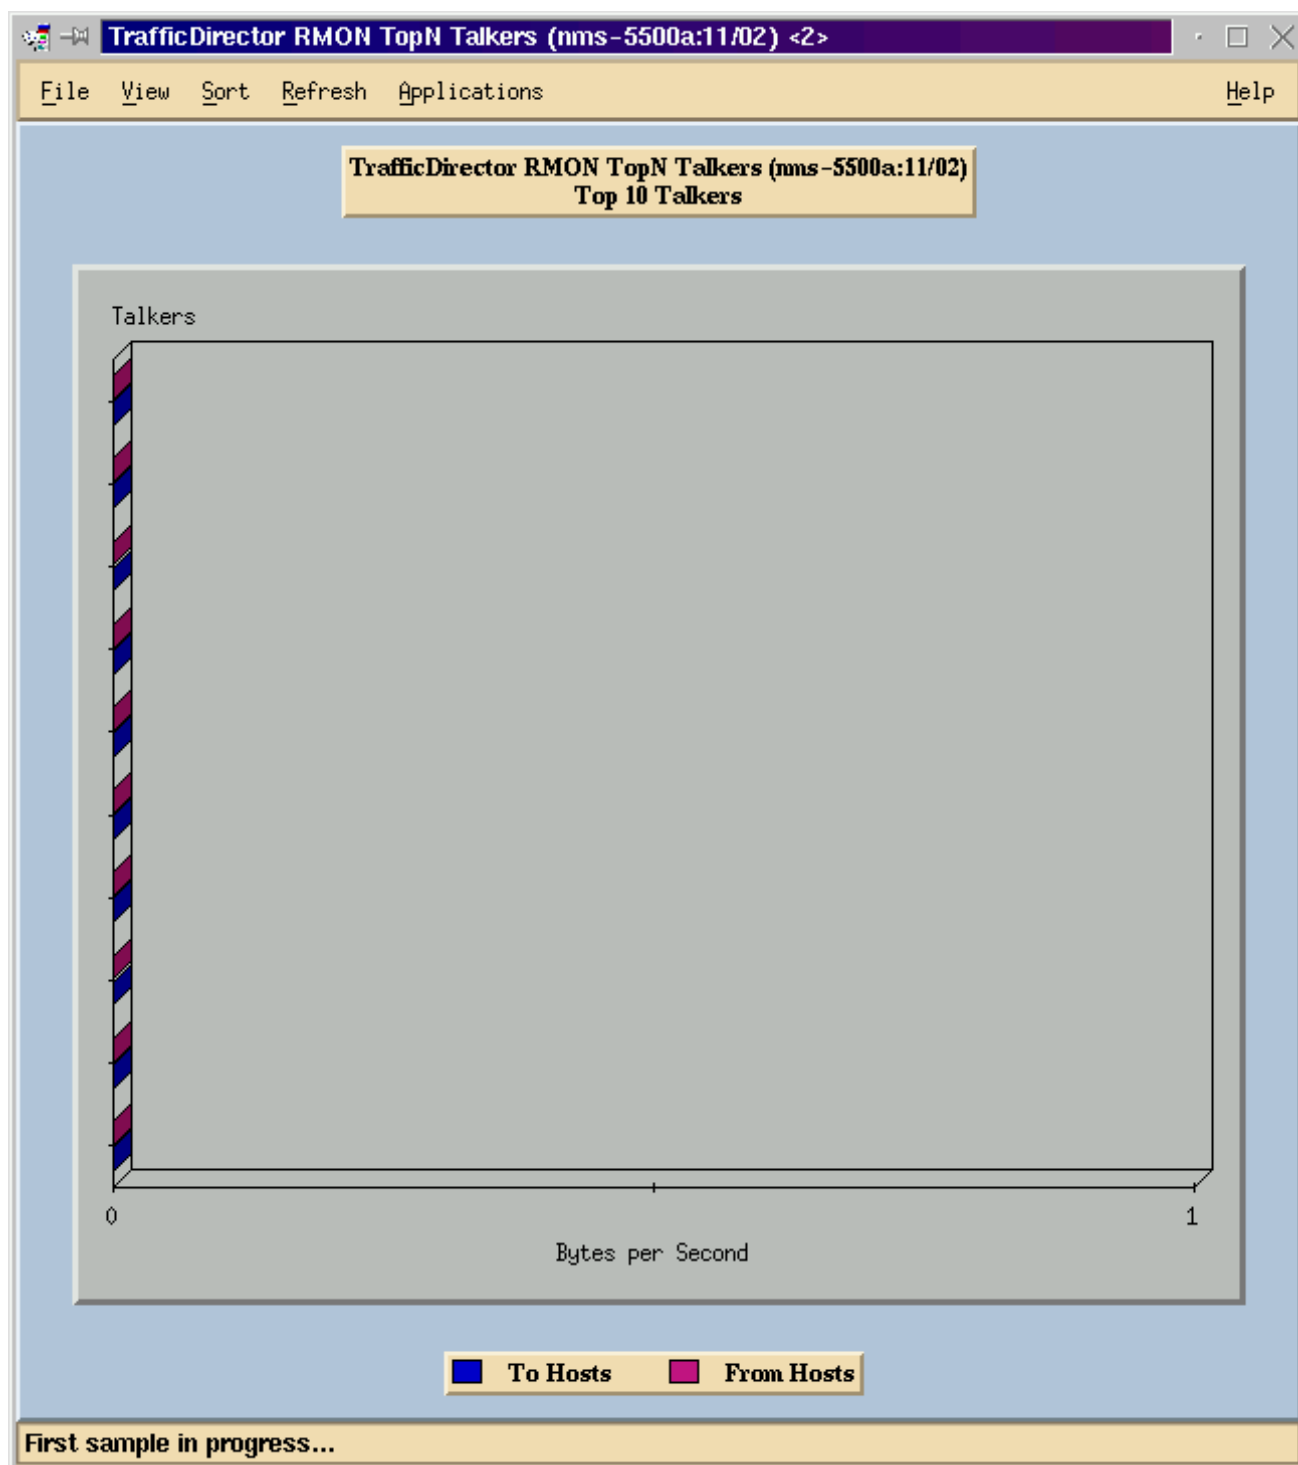 TrafficDirector RMON TopN Talkers (nms-5500a:11/02) <2>
File View Sort Refresh Applications Help
TrafficDirector RMON TopN Talkers (nms-5500a:11/02)
Top 10 Talkers
Talkers
0 1
Bytes per Second
To Hosts From Hosts
First sample in progress...